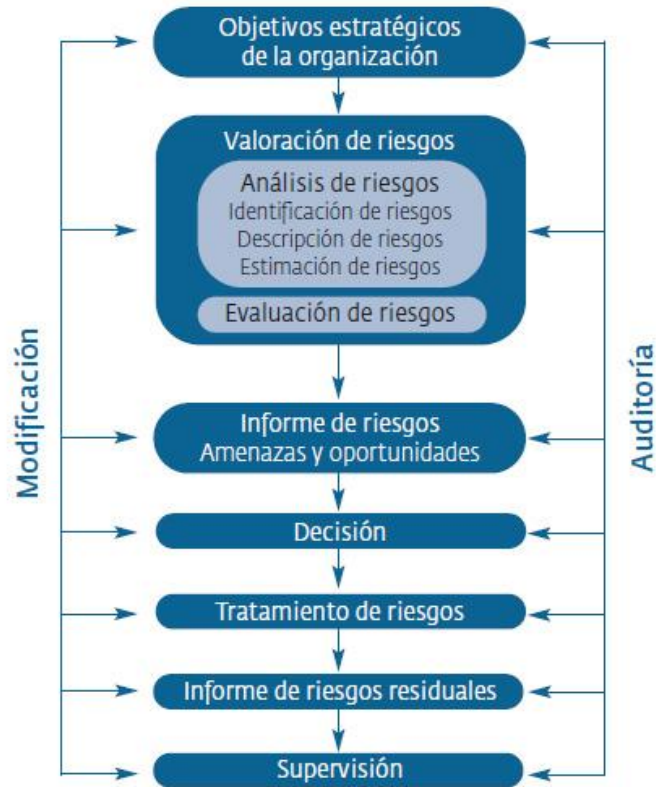 Objetivos estratégicos
de la organización
Valoración de riesgos
Análisis de riesgos
Identificación de riesgos
Descripción de riesgos
Estimación de riesgos
Evaluación de riesgos
Informe de riesgos
Amenazas y oportunidades
Decisión
Tratamiento de riesgos
Informe de riesgos residuales
Supervisión
Modificación
Auditoría